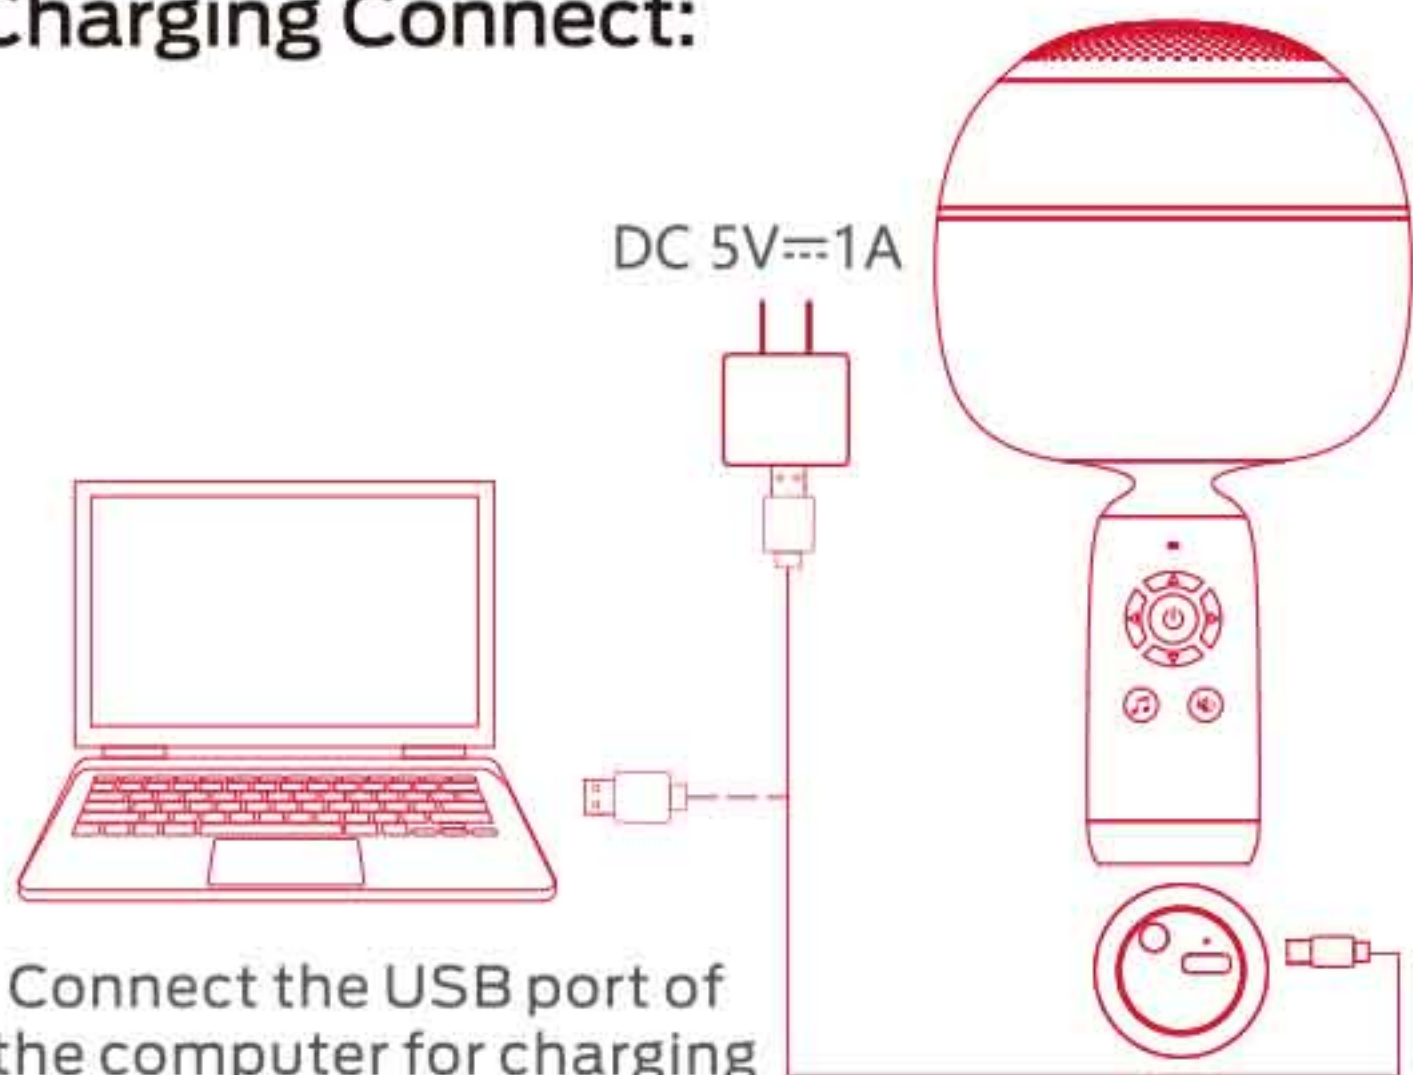 Charging Connect:
DC 5V⎓1A
Connect the USB port of
the computer for charging